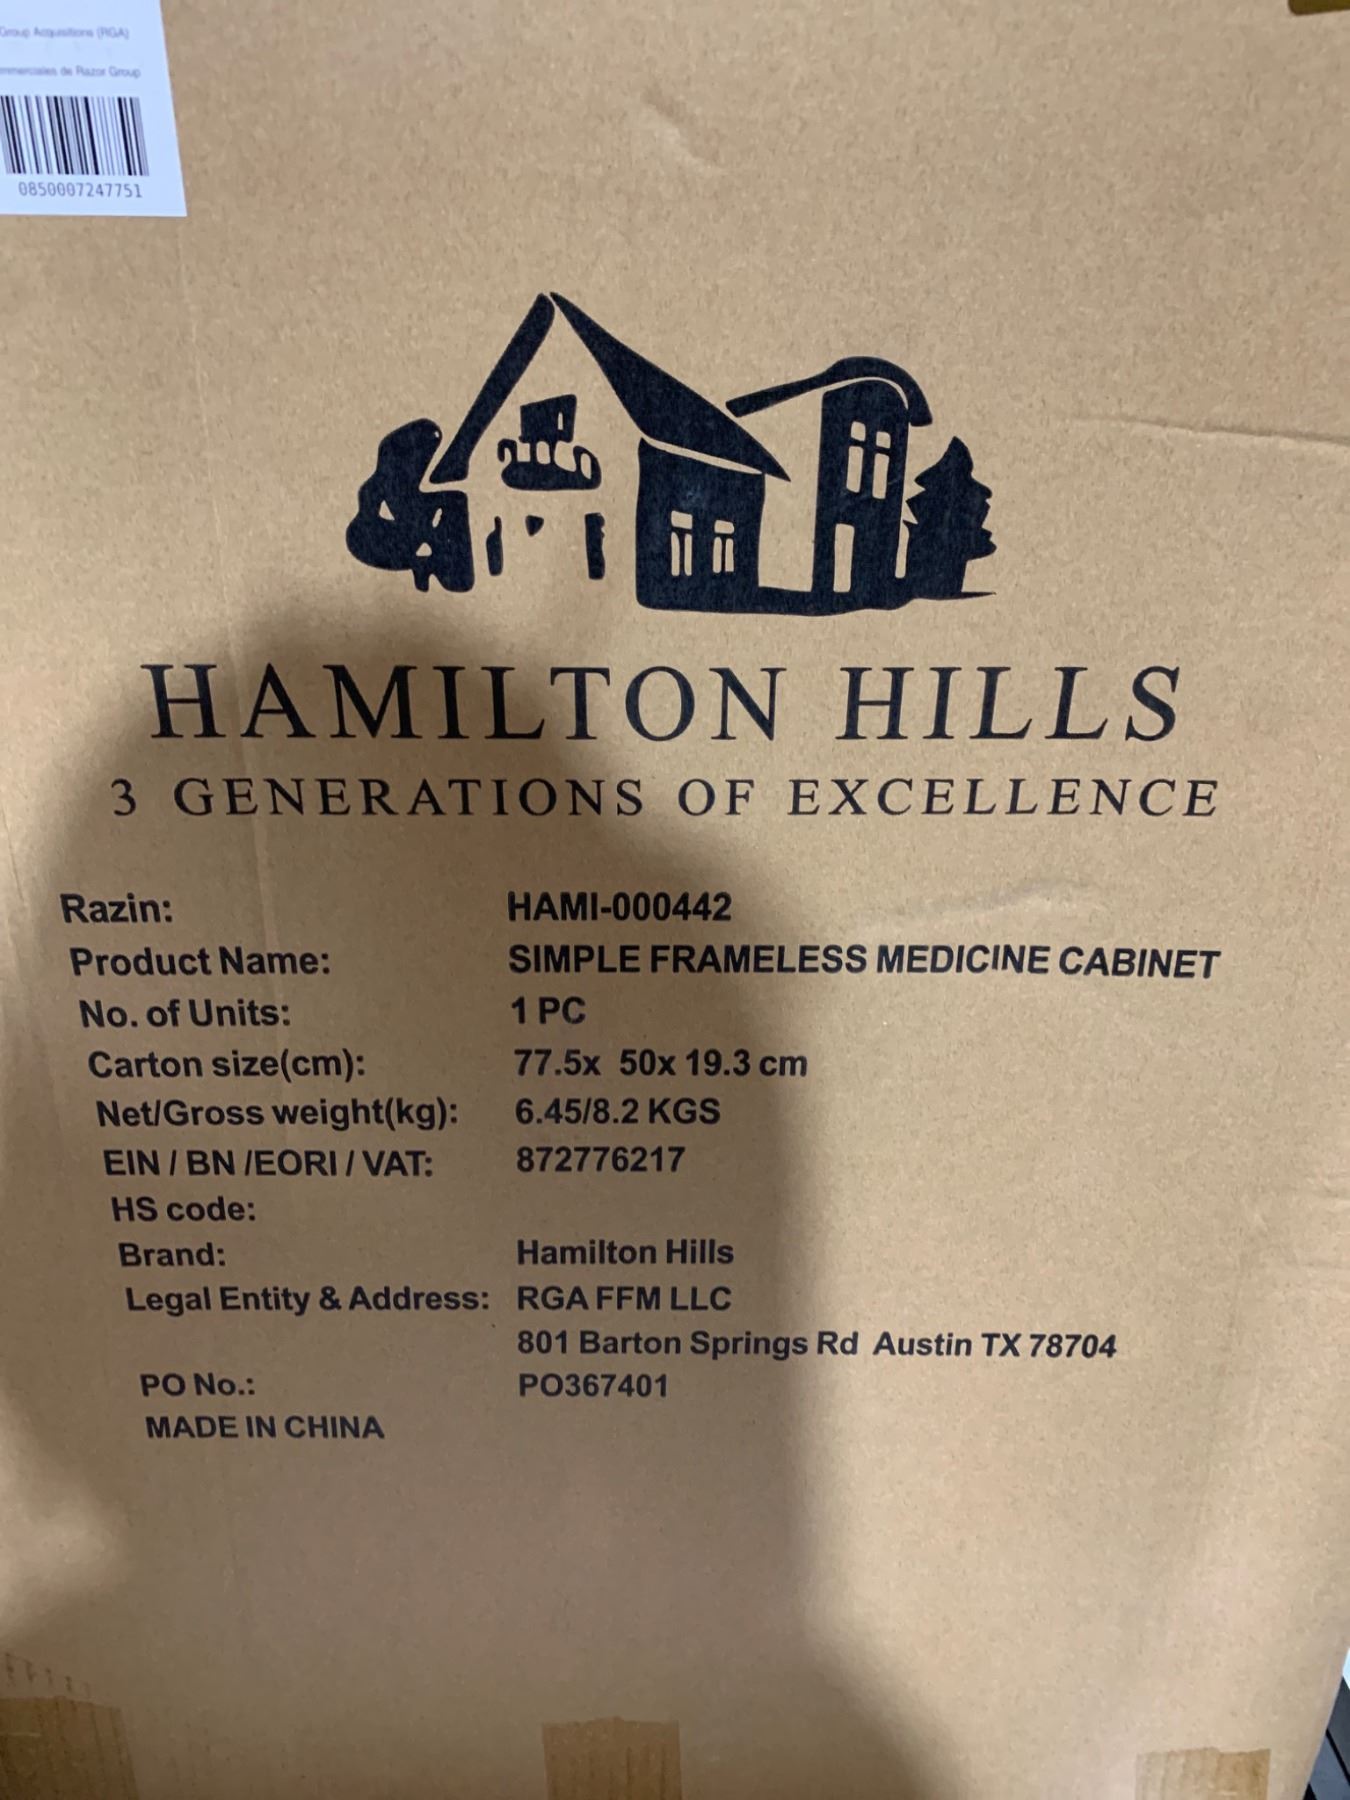 Group Acquisitions (RGA)
de Razor Group
0850007247751
HAMILTON HILLS
3 GENERATIONS OF EXCELLENCE
Razin: HAMI-000442
Product Name: SIMPLE FRAMELESS MEDICINE CABINET
No. of Units: 1 PC
Carton size(cm): 77.5x 50x 19.3 cm
Net/Gross weight(kg): 6.45/8.2 KGS
EIN / BN /EORI / VAT: 872776217
HS code:
Brand: Hamilton Hills
Legal Entity & Address: RGA FFM LLC
801 Barton Springs Rd Austin TX 78704
PO No.: PO367401
MADE IN CHINA